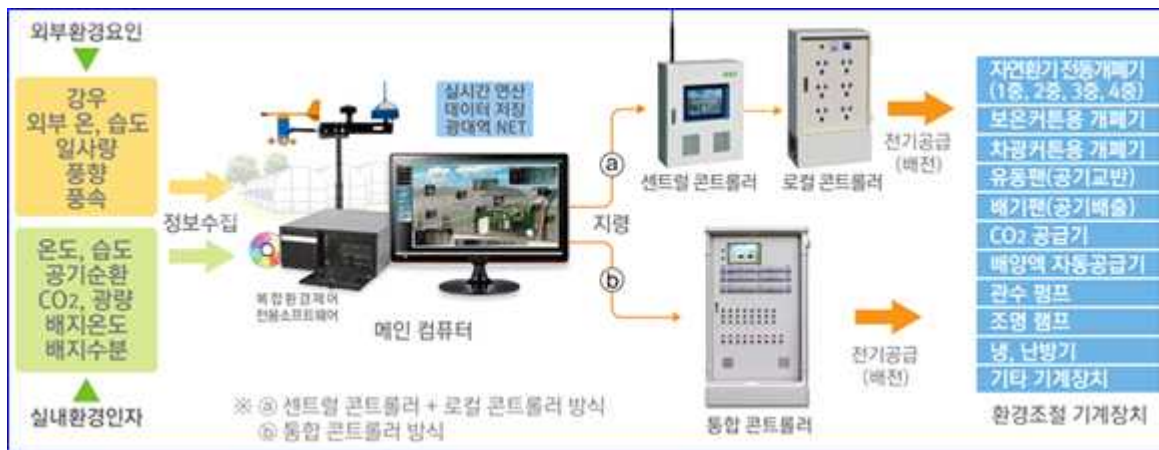 외부환경요인
강우
외부 온, 습도
일사량
풍향
풍속
온도, 습도
공기순환
CO2, 광량
배지온도
배지수분
실내환경인자
정보수집
복합환경제어
전용소프트웨어
실시간 연산
데이터 저장
광대역 NET
메인 컴퓨터
ⓐ
지령
ⓑ
센트럴 콘트롤러
로컬 콘트롤러
전기공급
(배전)
통합 콘트롤러
전기공급
(배전)
자연환기 전동개폐기
(1중, 2중, 3중, 4중)
보온커튼용 개폐기
차광커튼용 개폐기
유동팬(공기교반)
배기팬(공기배출)
CO2 공급기
배양액 자동공급기
관수 펌프
조명 램프
냉, 난방기
기타 기계장치
환경조절 기계장치
※ ⓐ 센트럴 콘트롤러 + 로컬 콘트롤러 방식
ⓑ 통합 콘트롤러 방식